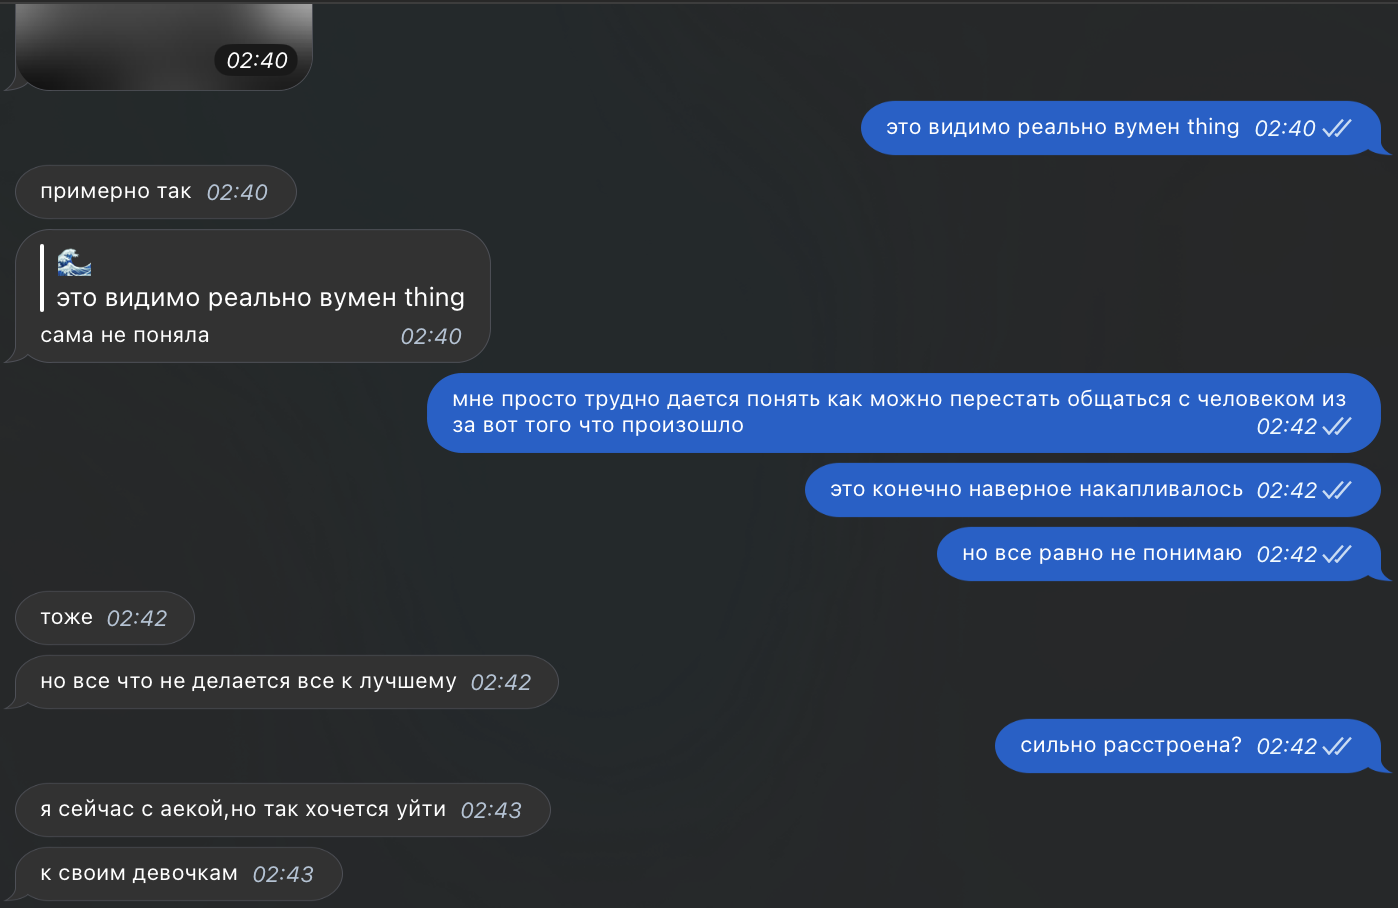 02:40
это видимо реально вумен thing 02:40
примерно так 02:40
🌊
это видимо реально вумен thing
сама не поняла 02:40
мне просто трудно дается понять как можно перестать общаться с человеком из
за вот того что произошло 02:42
это конечно наверное накапливалось 02:42
но все равно не понимаю 02:42
тоже 02:42
но все что не делается все к лучшему 02:42
сильно расстроена? 02:42
я сейчас с аекой,но так хочется уйти 02:43
к своим девочкам 02:43